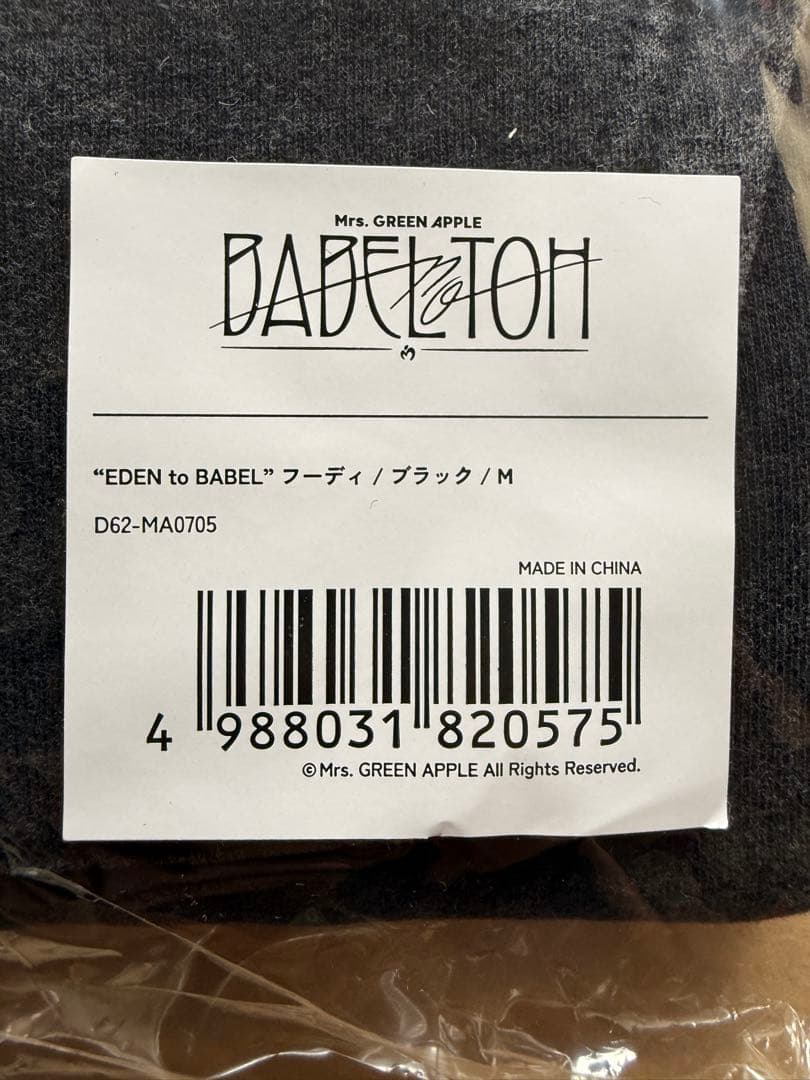 Mrs. GREEN APPLE
BABEL no TOH
“EDEN to BABEL” フーディ / ブラック / M
D62-MA0705
MADE IN CHINA
4 988031 820575
©Mrs. GREEN APPLE All Rights Reserved.